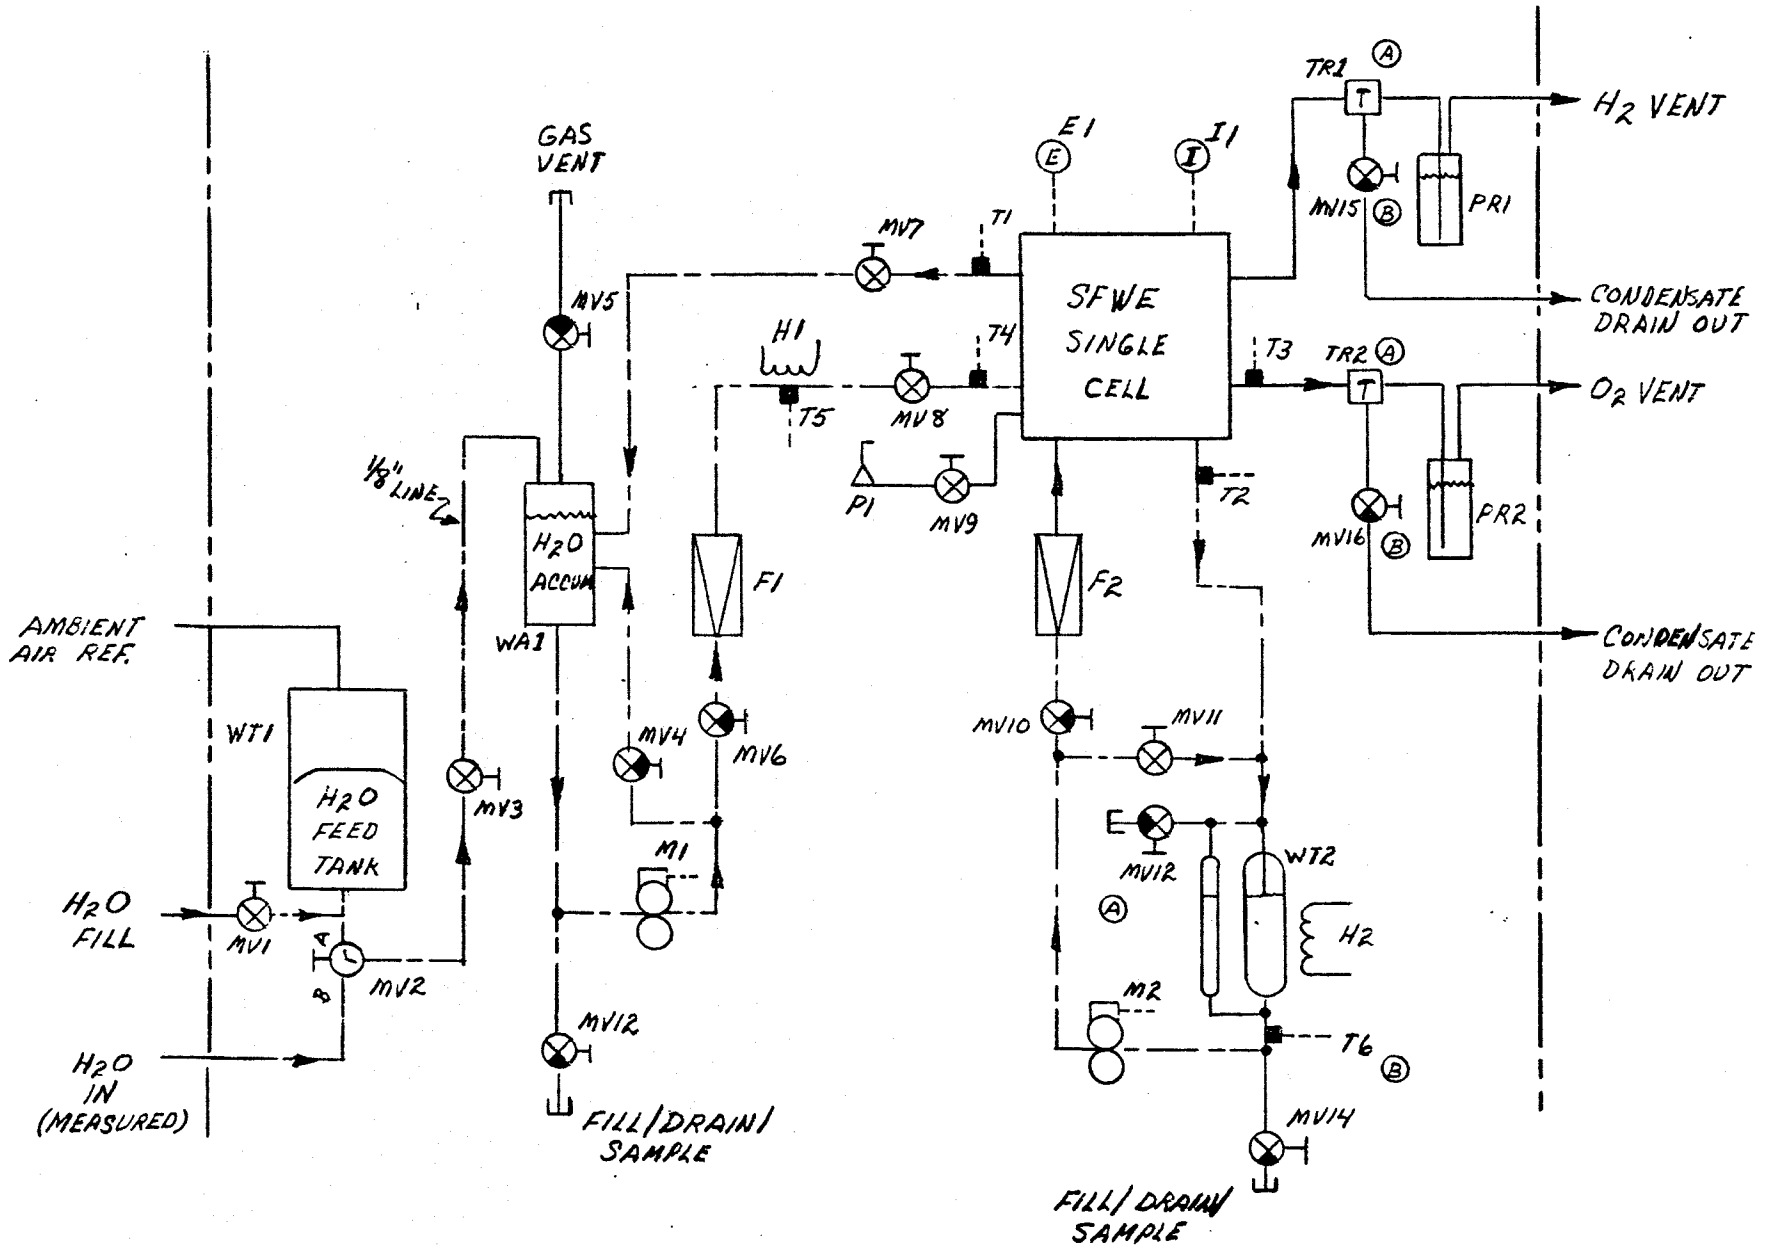 TR1 A
T
H2 VENT
PR1
MV15 B
CONDENSATE
DRAIN OUT
E1
E
I1
I
GAS
VENT
MV7
T1
MV5
SFWE
SINGLE
CELL
H1
T4
T5
MV8
T3
TR2 A
T
O2 VENT
1/8"
LINE
P1
MV9
T2
PR2
MV16 B
H2O
ACCUM
WA1
F1
F2
AMBIENT
AIR REF.
CONDENSATE
DRAIN OUT
WT1
MV4
MV6
MV10
MV11
H2O
FEED
TANK
MV3
M1
MV12
WT2
A
H2
H2O
FILL
MV1
A
B
MV2
M2
T6
B
MV12
H2O
IN
(MEASURED)
FILL/DRAIN/
SAMPLE
MV14
FILL/DRAIN/
SAMPLE